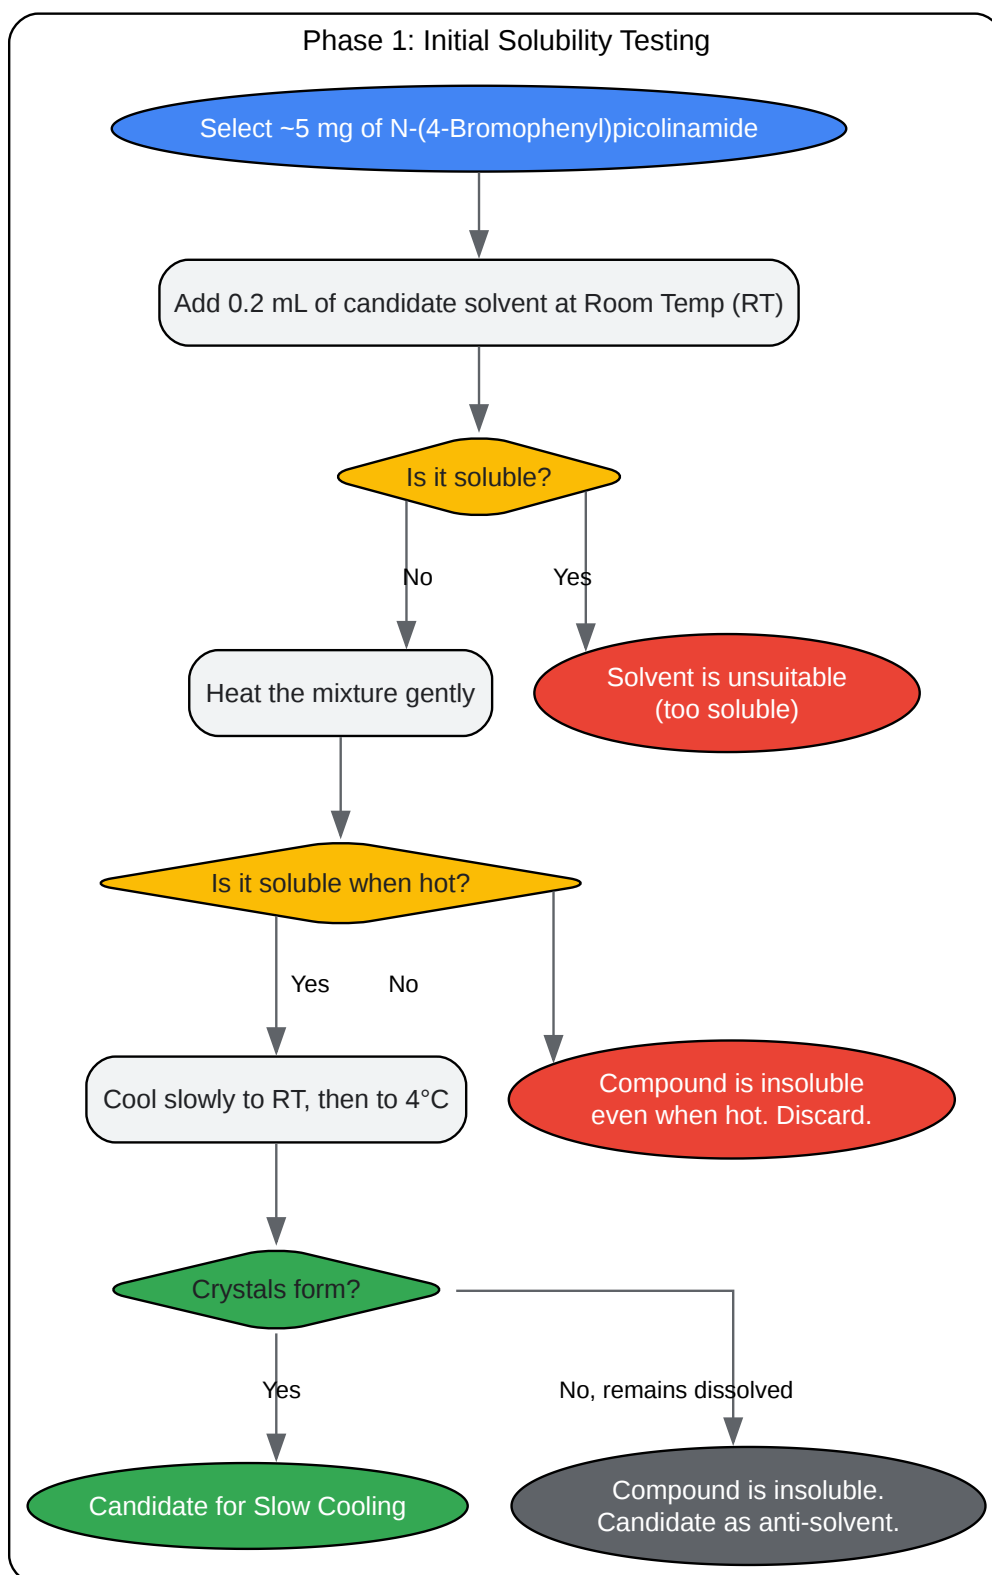 Phase 1: Initial Solubility Testing
Select ~5 mg of N-(4-Bromophenyl)picolinamide
Add 0.2 mL of candidate solvent at Room Temp (RT)
Is it soluble?
No
Yes
Heat the mixture gently
Solvent is unsuitable
(too soluble)
Is it soluble when hot?
Yes
No
Cool slowly to RT, then to 4°C
Compound is insoluble
even when hot. Discard.
Crystals form?
Yes
No, remains dissolved
Candidate for Slow Cooling
Compound is insoluble.
Candidate as anti-solvent.